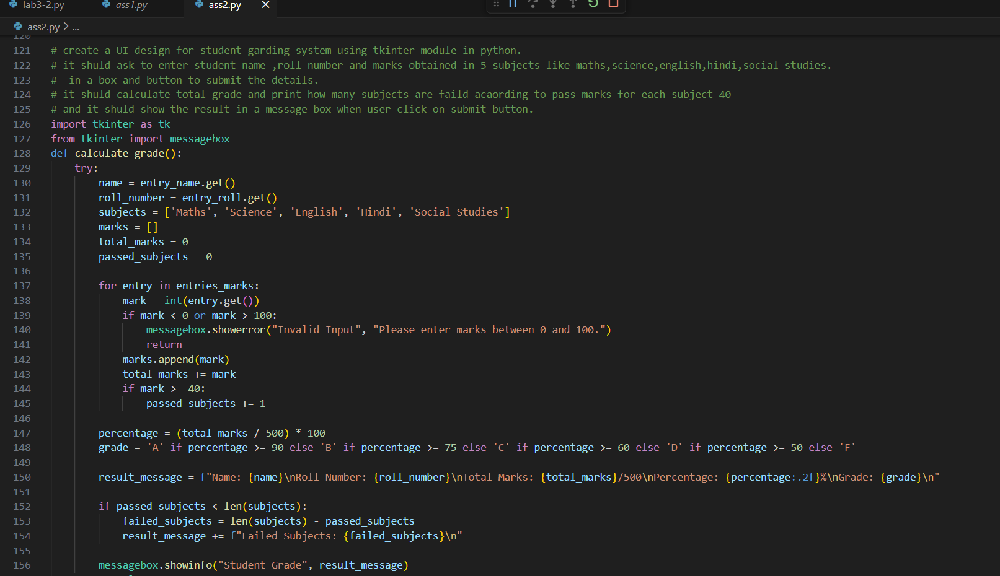 lab3-2.py ass1.py ass2.py
ass2.py > ...
120
121 # create a UI design for student garding system using tkinter module in python.
122 # it shuld ask to enter student name ,roll number and marks obtained in 5 subjects like maths,science,english,hindi,social studies.
123 #  in a box and button to submit the details.
124 # it shuld calculate total grade and print how many subjects are faild acaording to pass marks for each subject 40
125 # and it shuld show the result in a message box when user click on submit button.
126 import tkinter as tk
127 from tkinter import messagebox
128 def calculate_grade():
129     try:
130         name = entry_name.get()
131         roll_number = entry_roll.get()
132         subjects = ['Maths', 'Science', 'English', 'Hindi', 'Social Studies']
133         marks = []
134         total_marks = 0
135         passed_subjects = 0
136
137         for entry in entries_marks:
138             mark = int(entry.get())
139             if mark < 0 or mark > 100:
140                 messagebox.showerror("Invalid Input", "Please enter marks between 0 and 100.")
141                 return
142             marks.append(mark)
143             total_marks += mark
144             if mark >= 40:
145                 passed_subjects += 1
146
147         percentage = (total_marks / 500) * 100
148         grade = 'A' if percentage >= 90 else 'B' if percentage >= 75 else 'C' if percentage >= 60 else 'D' if percentage >= 50 else 'F'
149
150         result_message = f"Name: {name}\nRoll Number: {roll_number}\nTotal Marks: {total_marks}/500\nPercentage: {percentage:.2f}%\nGrade: {grade}\n"
151
152         if passed_subjects < len(subjects):
153             failed_subjects = len(subjects) - passed_subjects
154             result_message += f"Failed Subjects: {failed_subjects}\n"
155
156         messagebox.showinfo("Student Grade", result_message)